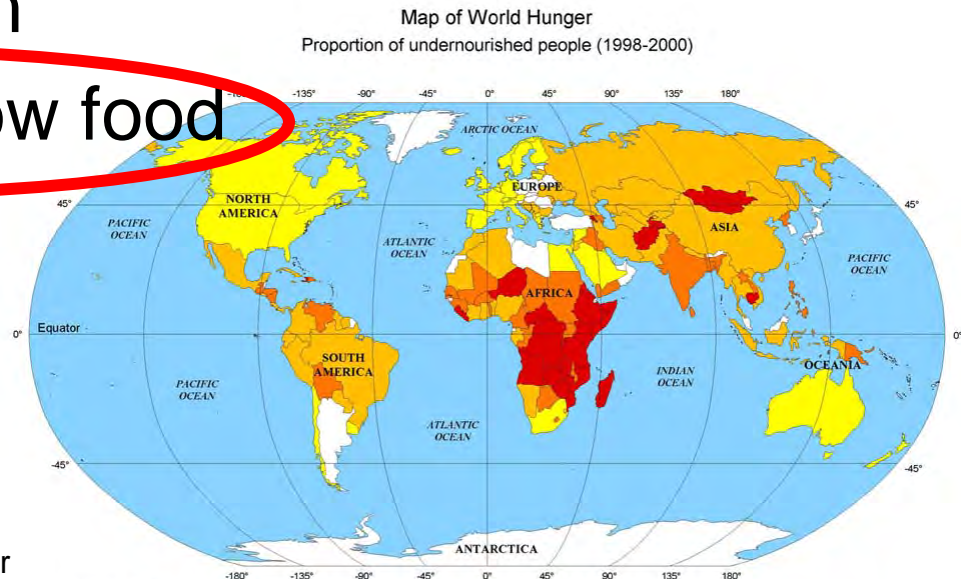 Map of World Hunger
Proportion of undernourished people (1998-2000)
food
-135° -90° -45° 0° 45° 90° 135° 180°
ARCTIC OCEAN
EUROPE
NORTH
AMERICA
45° 45°
ASIA
PACIFIC
OCEAN
ATLANTIC
OCEAN
PACIFIC
OCEAN
AFRICA
0° Equator 0°
SOUTH
AMERICA
OCEANIA
INDIAN
OCEAN
PACIFIC
OCEAN
ATLANTIC
OCEAN
-45° -45°
ANTARCTICA
-180° -135° -90° -45° 0° 45° 90° 135° 180°